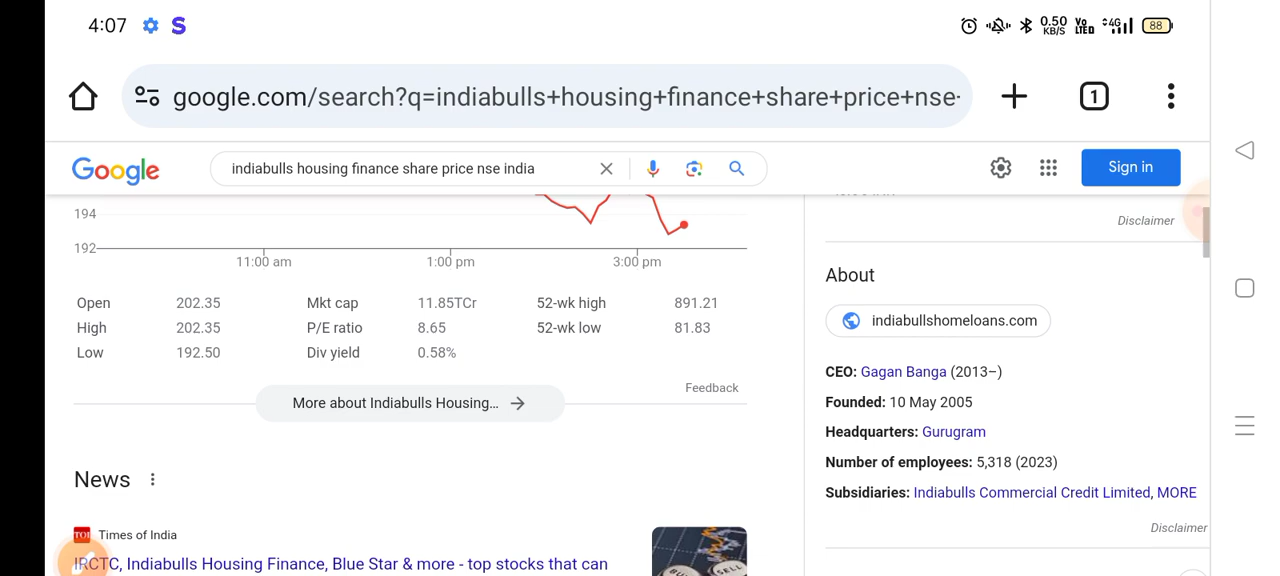 4:07 S 0.50 KB/S Vo LTED 4G 88
google.com/search?q=indiabulls+housing+finance+share+price+nse-
1
Google
indiabulls housing finance share price nse india
Sign in
194
192
11:00 am 1:00 pm 3:00 pm
Open 202.35 Mkt cap 11.85TCr 52-wk high 891.21
High 202.35 P/E ratio 8.65 52-wk low 81.83
Low 192.50 Div yield 0.58%
Feedback
More about Indiabulls Housing...
News
Times of India
IRCTC, Indiabulls Housing Finance, Blue Star & more - top stocks that can
BUY SELL
Disclaimer
About
indiabullshomeloans.com
CEO: Gagan Banga (2013–)
Founded: 10 May 2005
Headquarters: Gurugram
Number of employees: 5,318 (2023)
Subsidiaries: Indiabulls Commercial Credit Limited, MORE
Disclaimer